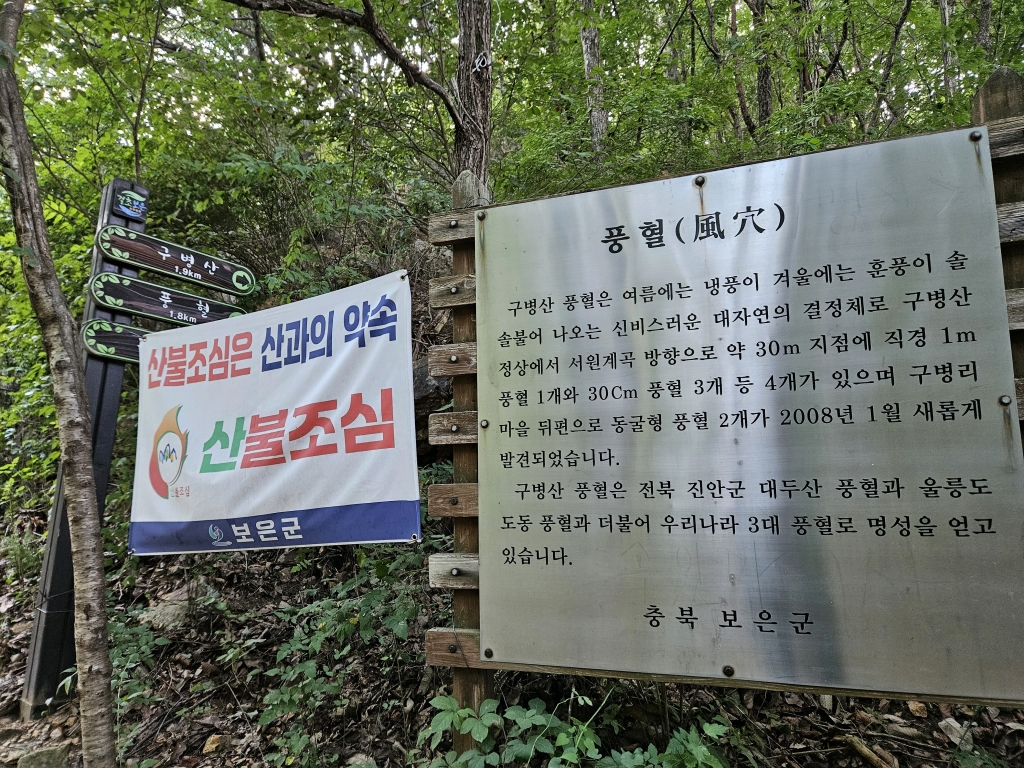 결초보은
구병산
1.9km
풍혈
1.8km
산불조심은 산과의 약속
산불조심
산불조심
보은군
풍혈(風穴)
구병산 풍혈은 여름에는 냉풍이 겨울에는 훈풍이 솔
솔불어 나오는 신비스러운 대자연의 결정체로 구병산
정상에서 서원계곡 방향으로 약 30m 지점에 직경 1m
풍혈 1개와 30Cm 풍혈 3개 등 4개가 있으며 구병리
마을 뒤편으로 동굴형 풍혈 2개가 2008년 1월 새롭게
발견되었습니다.
구병산 풍혈은 전북 진안군 대두산 풍혈과 울릉도
도동 풍혈과 더불어 우리나라 3대 풍혈로 명성을 얻고
있습니다.
충북 보은군